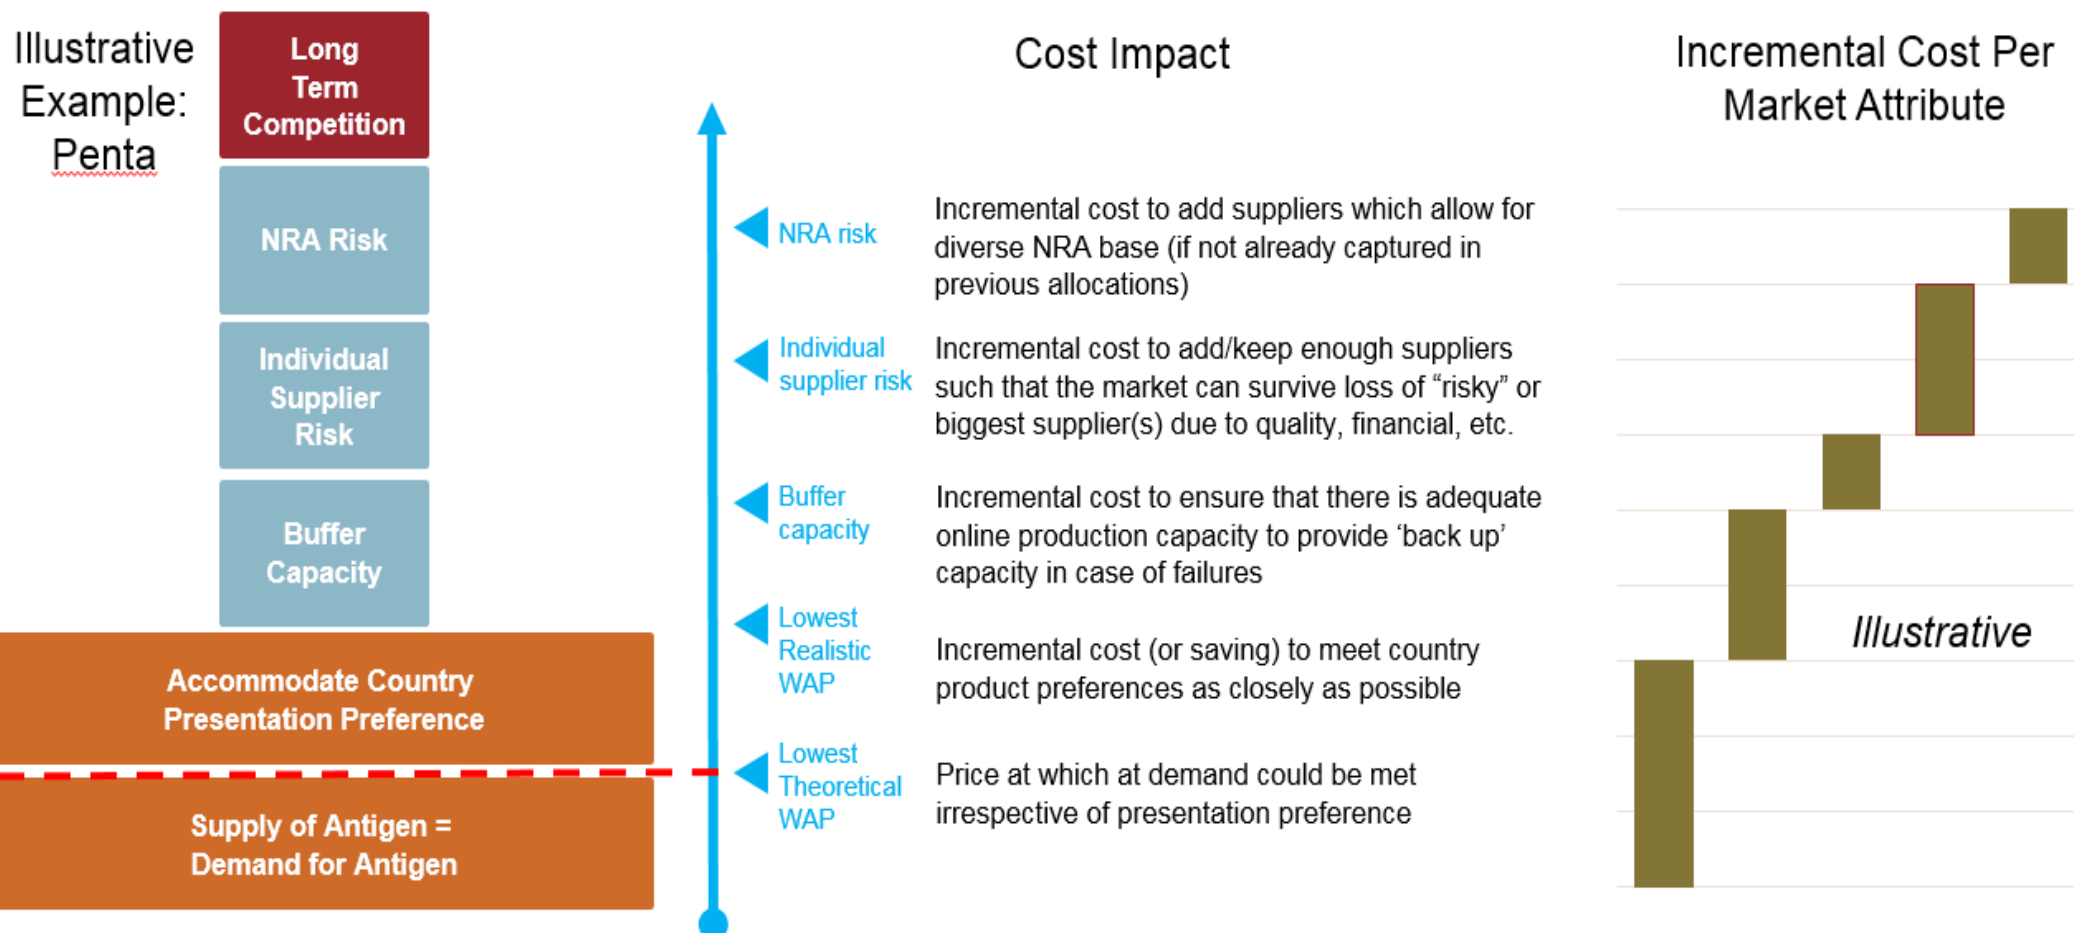 Illustrative
Example:
Penta
Long
Term
Competition
NRA Risk
Individual
Supplier
Risk
Buffer
Capacity
Accommodate Country
Presentation Preference
Supply of Antigen =
Demand for Antigen
Cost Impact
NRA risk
Incremental cost to add suppliers which allow for
diverse NRA base (if not already captured in
previous allocations)
Individual
supplier risk
Incremental cost to add/keep enough suppliers
such that the market can survive loss of “risky” or
biggest supplier(s) due to quality, financial, etc.
Buffer
capacity
Incremental cost to ensure that there is adequate
online production capacity to provide ‘back up’
capacity in case of failures
Lowest
Realistic
WAP
Incremental cost (or saving) to meet country
product preferences as closely as possible
Lowest
Theoretical
WAP
Price at which at demand could be met
irrespective of presentation preference
Incremental Cost Per
Market Attribute
Illustrative